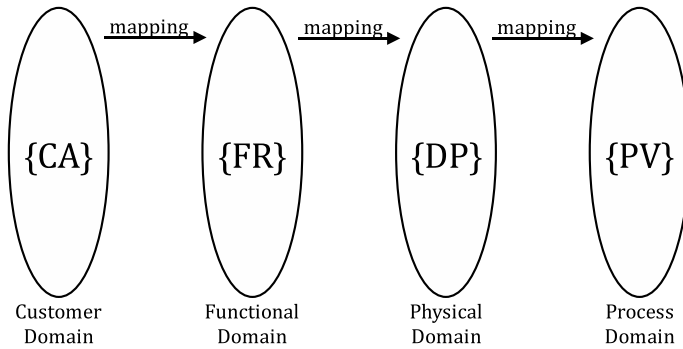 mapping mapping mapping
{CA} {FR} {DP} {PV}
Customer Functional Physical Process
Domain Domain Domain Domain